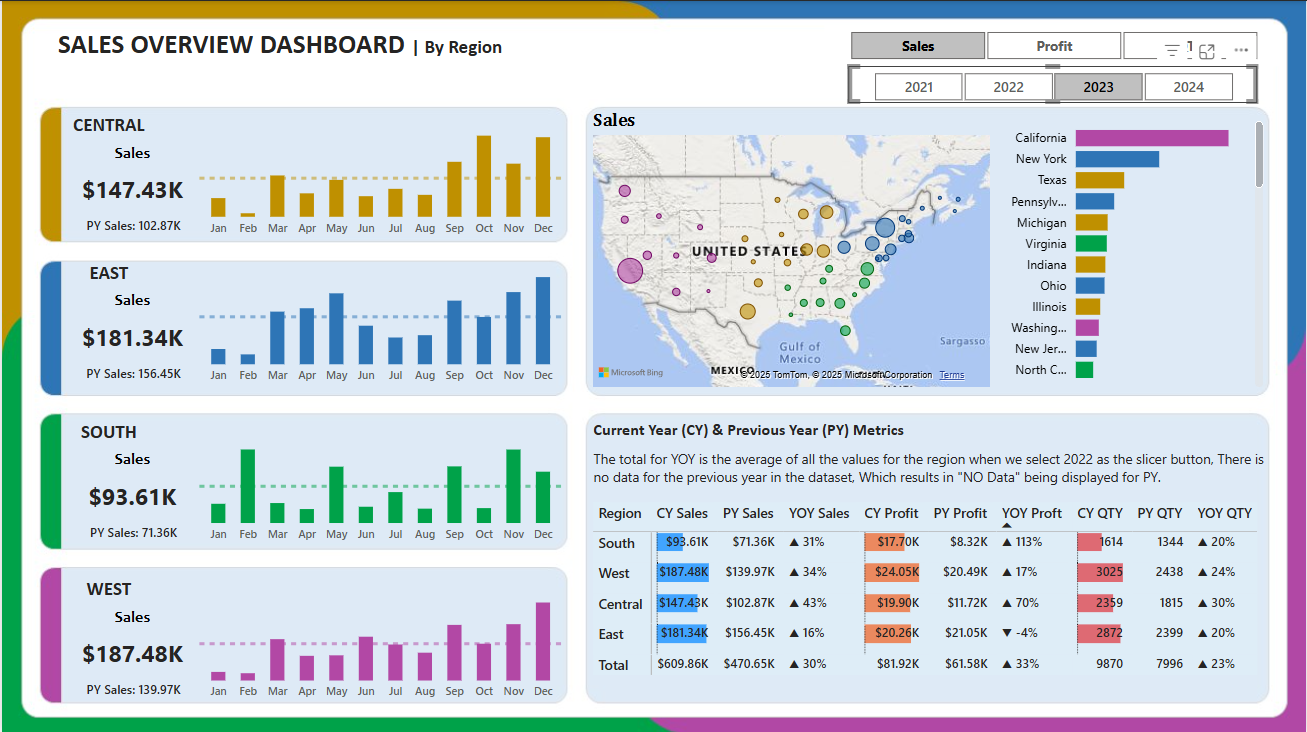 SALES OVERVIEW DASHBOARD | By Region
Sales Profit
2021 2022 2023 2024
CENTRAL
Sales
$147.43K
PY Sales: 102.87K
Jan Feb Mar Apr May Jun Jul Aug Sep Oct Nov Dec
EAST
Sales
$181.34K
PY Sales: 156.45K
Jan Feb Mar Apr May Jun Jul Aug Sep Oct Nov Dec
SOUTH
Sales
$93.61K
PY Sales: 71.36K
Jan Feb Mar Apr May Jun Jul Aug Sep Oct Nov Dec
WEST
Sales
$187.48K
PY Sales: 139.97K
Jan Feb Mar Apr May Jun Jul Aug Sep Oct Nov Dec
Sales
UNITED STATES
Gulf of
Mexico
Sargasso
MEXICO
Microsoft Bing
© 2025 TomTom, © 2025 Microsoft Corporation Terms
California
New York
Texas
Pennsylv...
Michigan
Virginia
Indiana
Ohio
Illinois
Washing...
New Jer...
North C...
Current Year (CY) & Previous Year (PY) Metrics
The total for YOY is the average of all the values for the region when we select 2022 as the slicer button, There is
no data for the previous year in the dataset, Which results in "NO Data" being displayed for PY.
Region CY Sales PY Sales YOY Sales CY Profit PY Profit YOY Profit CY QTY PY QTY YOY QTY
South $93.61K $71.36K ▲ 31% $17.70K $8.32K ▲ 113% 1614 1344 ▲ 20%
West $187.48K $139.97K ▲ 34% $24.05K $20.49K ▲ 17% 3025 2438 ▲ 24%
Central $147.43K $102.87K ▲ 43% $19.90K $11.72K ▲ 70% 2359 1815 ▲ 30%
East $181.34K $156.45K ▲ 16% $20.26K $21.05K ▼ -4% 2872 2399 ▲ 20%
Total $609.86K $470.65K ▲ 30% $81.92K $61.58K ▲ 33% 9870 7996 ▲ 23%